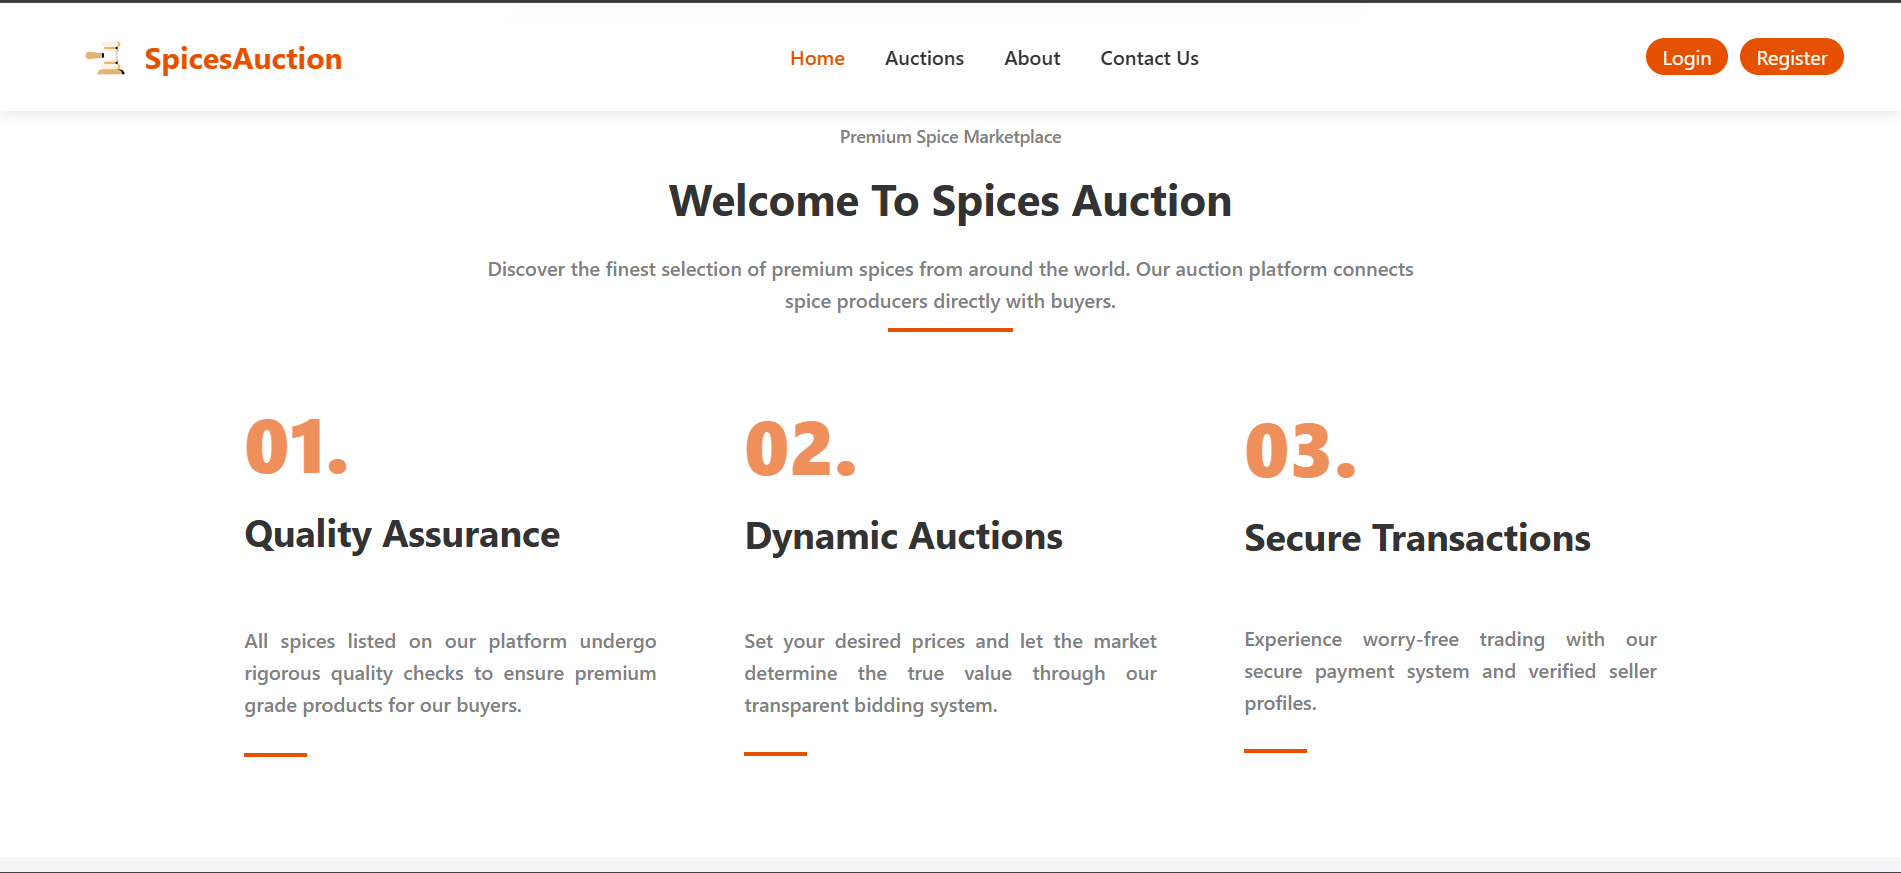 SpicesAuction
Home
Auctions
About
Contact Us
Login
Register
Premium Spice Marketplace
Welcome To Spices Auction
Discover the finest selection of premium spices from around the world. Our auction platform connects
spice producers directly with buyers.
01.
Quality Assurance
All spices listed on our platform undergo
rigorous quality checks to ensure premium
grade products for our buyers.
02.
Dynamic Auctions
Set your desired prices and let the market
determine the true value through our
transparent bidding system.
03.
Secure Transactions
Experience worry-free trading with our
secure payment system and verified seller
profiles.